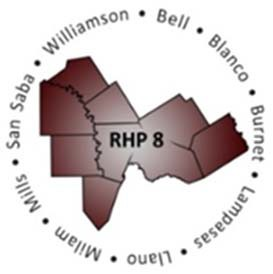 Williamson • Bell • Blanco • Burnet • Lampasas • Llano • Milam • Mills • San Saba •
RHP 8